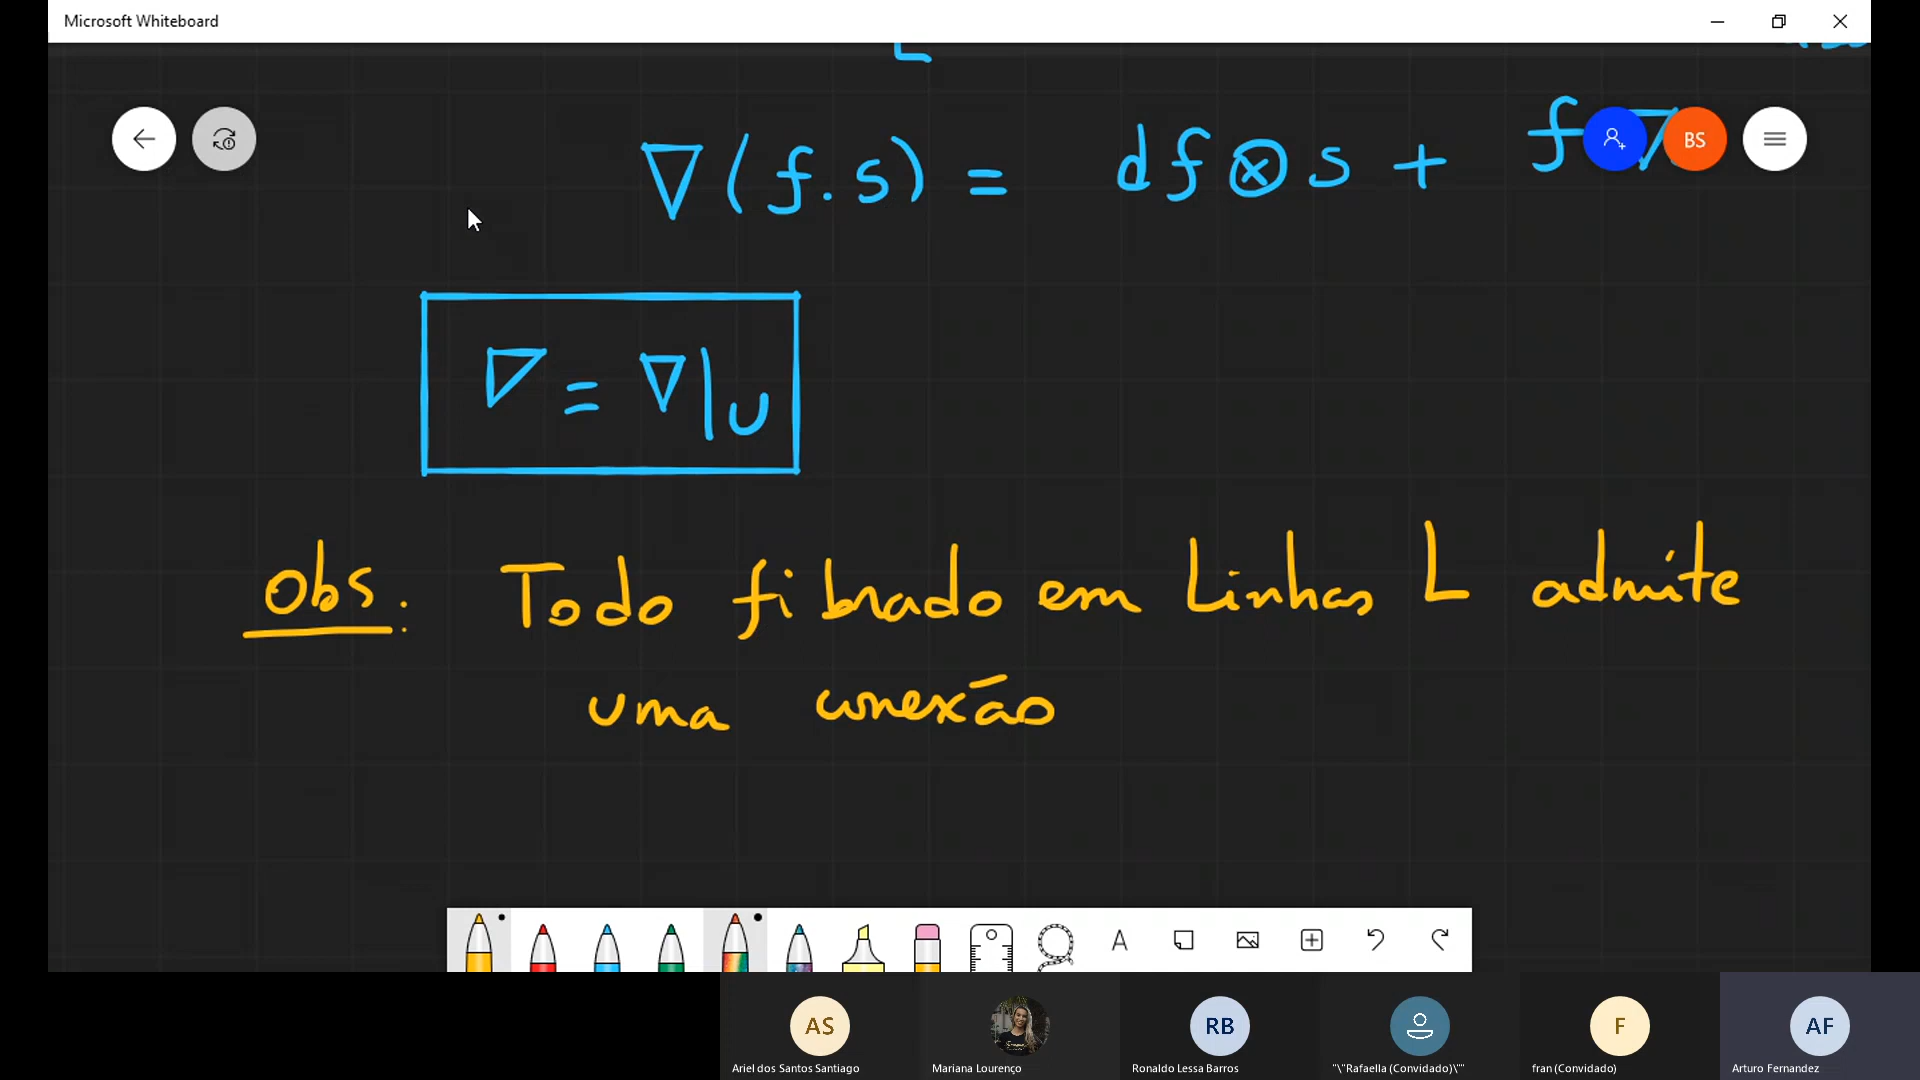 Microsoft Whiteboard
∇(f.s) = df⊗s + f∇
BS
∇ = ∇|U
Obs: Todo fibrado em Linhas L admite
uma conexão
A
AS
RB
F
AF
Ariel dos Santos Santiago
Mariana Lourenço
Ronaldo Lessa Barros
"\"Rafaella (Convidado)\""
fran (Convidado)
Arturo Fernandez